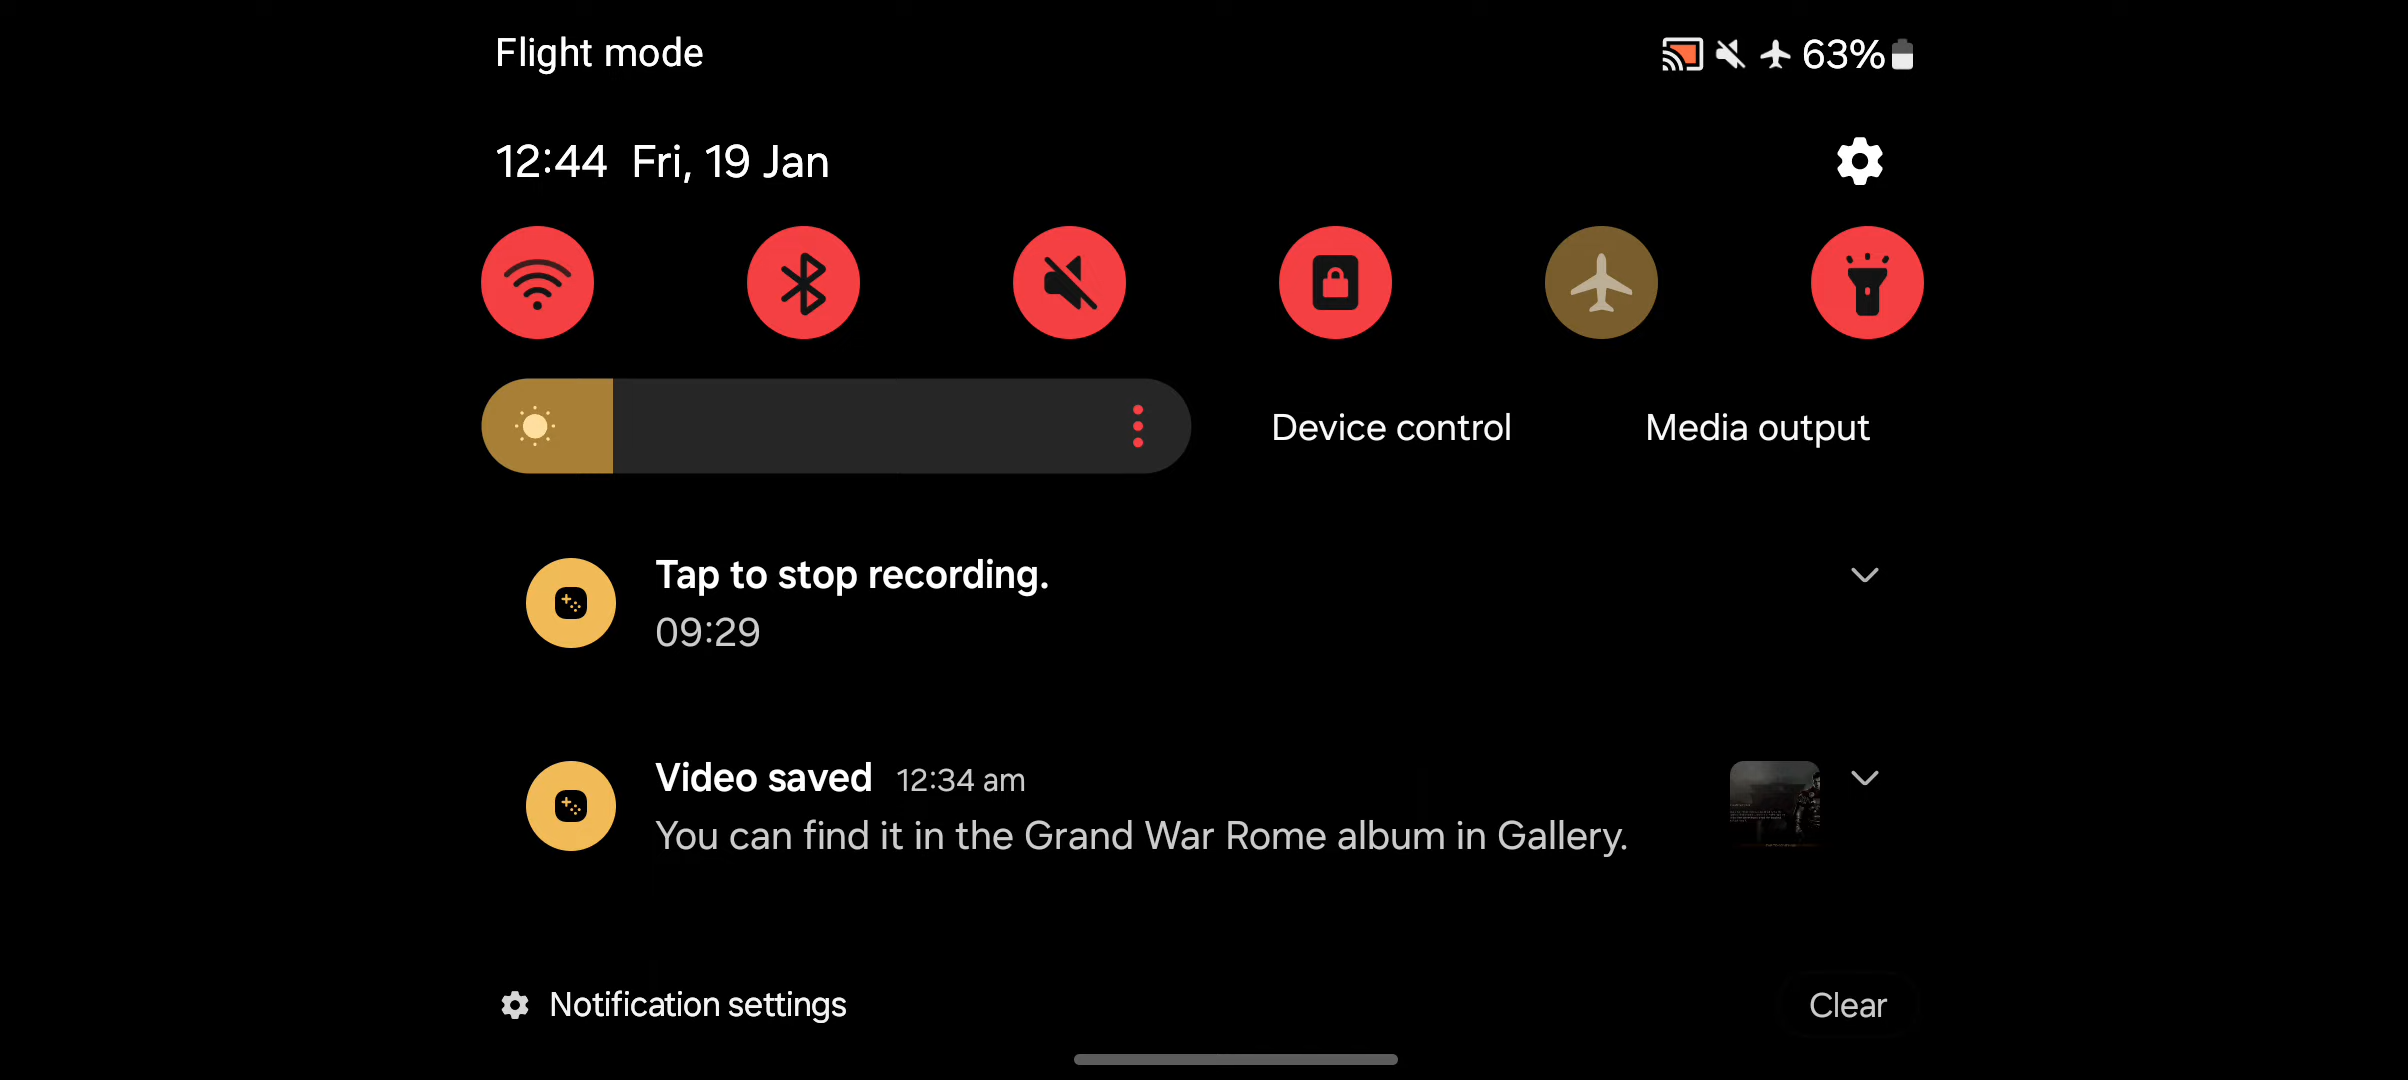 Flight mode
63%
12:44 Fri, 19 Jan
Device control
Media output
Tap to stop recording.
09:29
Video saved 12:34 am
You can find it in the Grand War Rome album in Gallery.
Notification settings
Clear